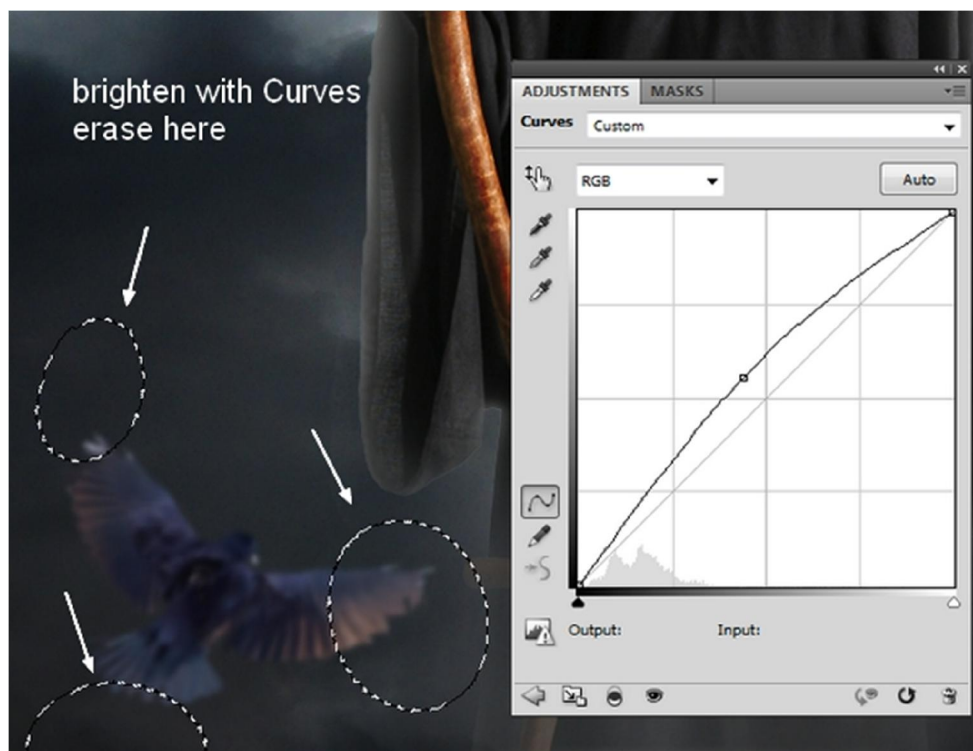 brighten with Curves
erase here
ADJUSTMENTS MASKS
Curves Custom
RGB Auto
Output: Input: